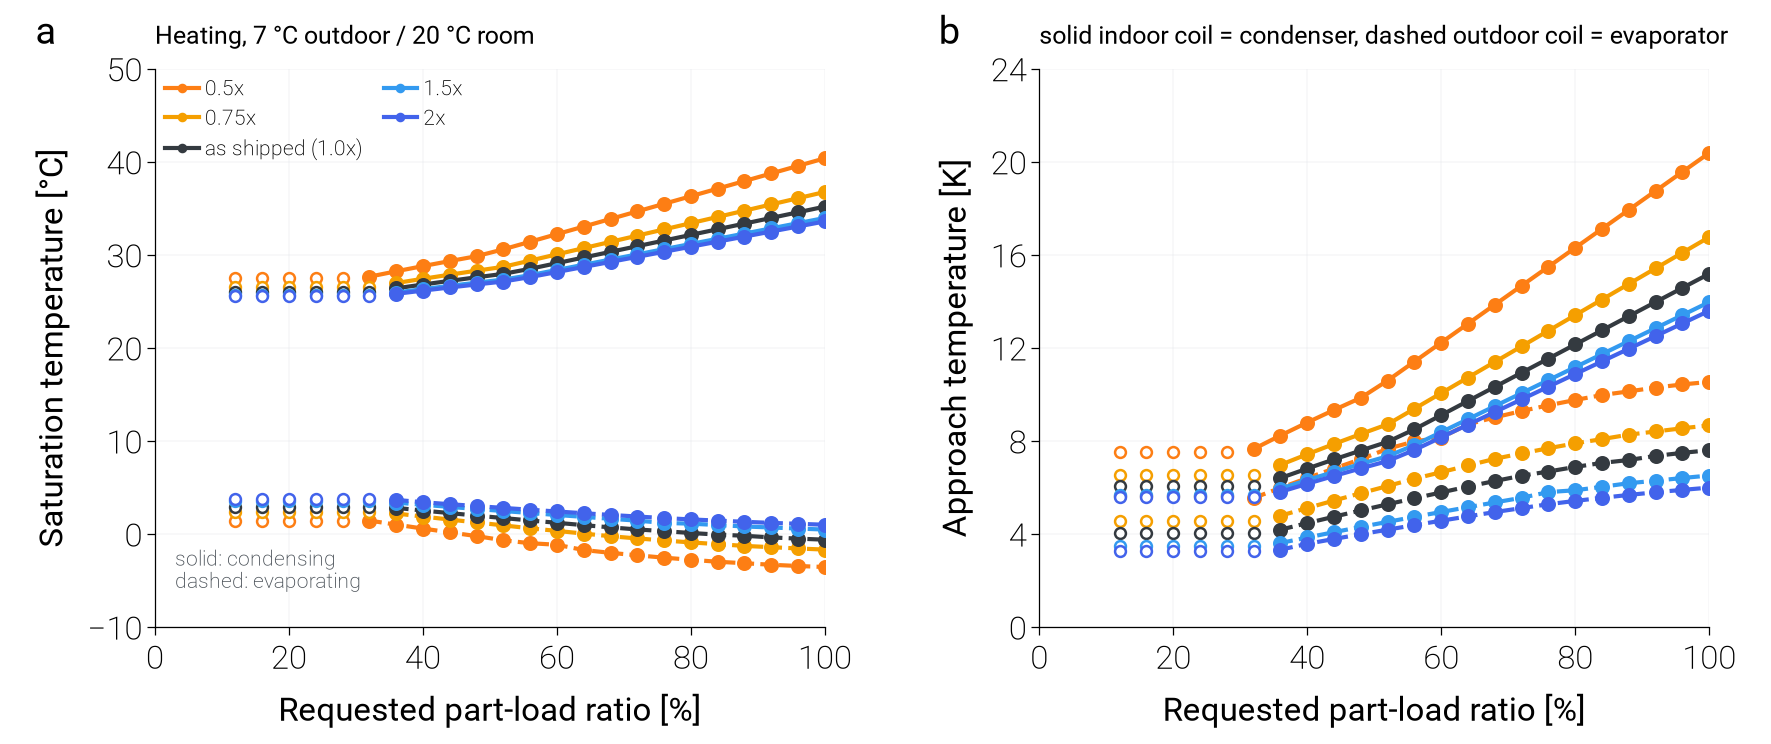 a
Heating, 7 °C outdoor / 20 °C room
50
40
30
20
10
0
−10
Saturation temperature [°C]
0.5x
0.75x
as shipped (1.0x)
1.5x
2x
solid: condensing
dashed: evaporating
0 20 40 60 80 100
Requested part-load ratio [%]
b
solid indoor coil = condenser, dashed outdoor coil = evaporator
24
20
16
12
8
4
0
Approach temperature [K]
0 20 40 60 80 100
Requested part-load ratio [%]